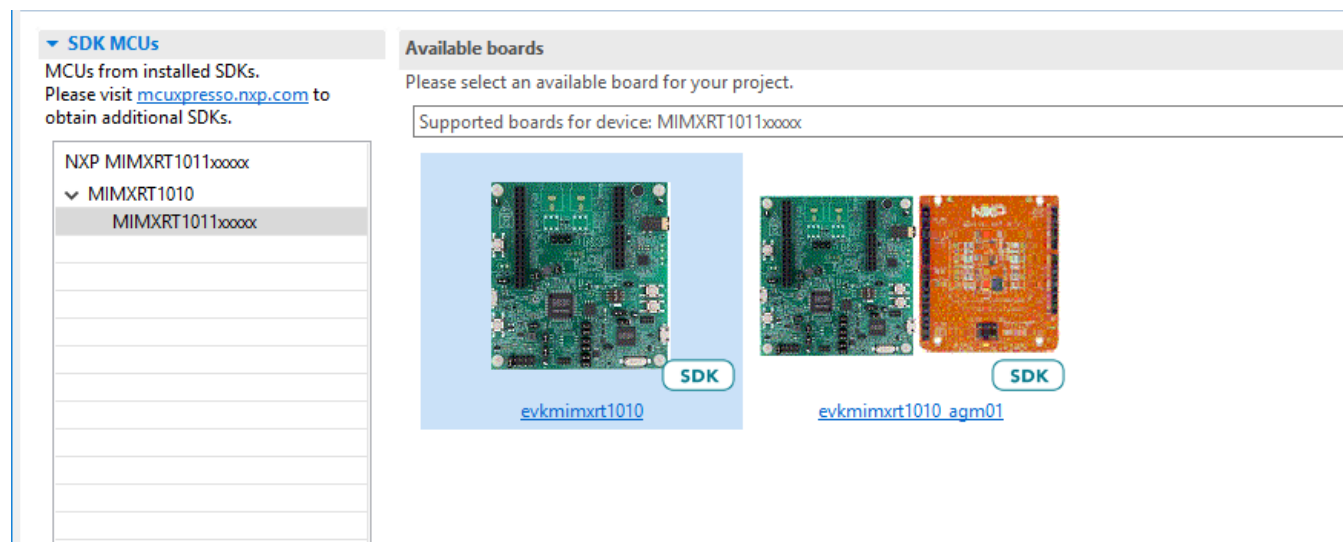 SDK MCUs
MCUs from installed SDKs.
Please visit mcuxpresso.nxp.com to
obtain additional SDKs.
NXP MIMXRT1011xxxxx
MIMXRT1010
MIMXRT1011xxxxx
Available boards
Please select an available board for your project.
Supported boards for device: MIMXRT1011xxxxx
NXP
SDK
SDK
evkmimxrt1010
evkmimxrt1010_agm01